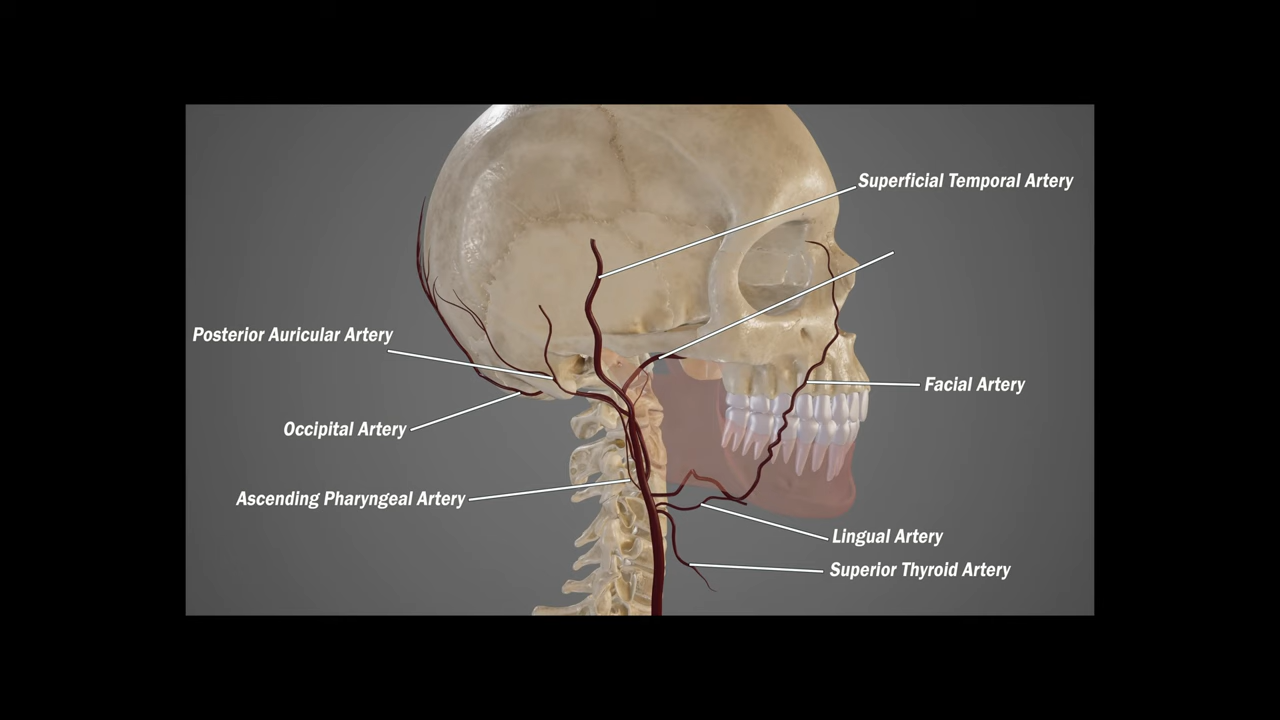 Superficial Temporal Artery
Posterior Auricular Artery
Facial Artery
Occipital Artery
Ascending Pharyngeal Artery
Lingual Artery
Superior Thyroid Artery